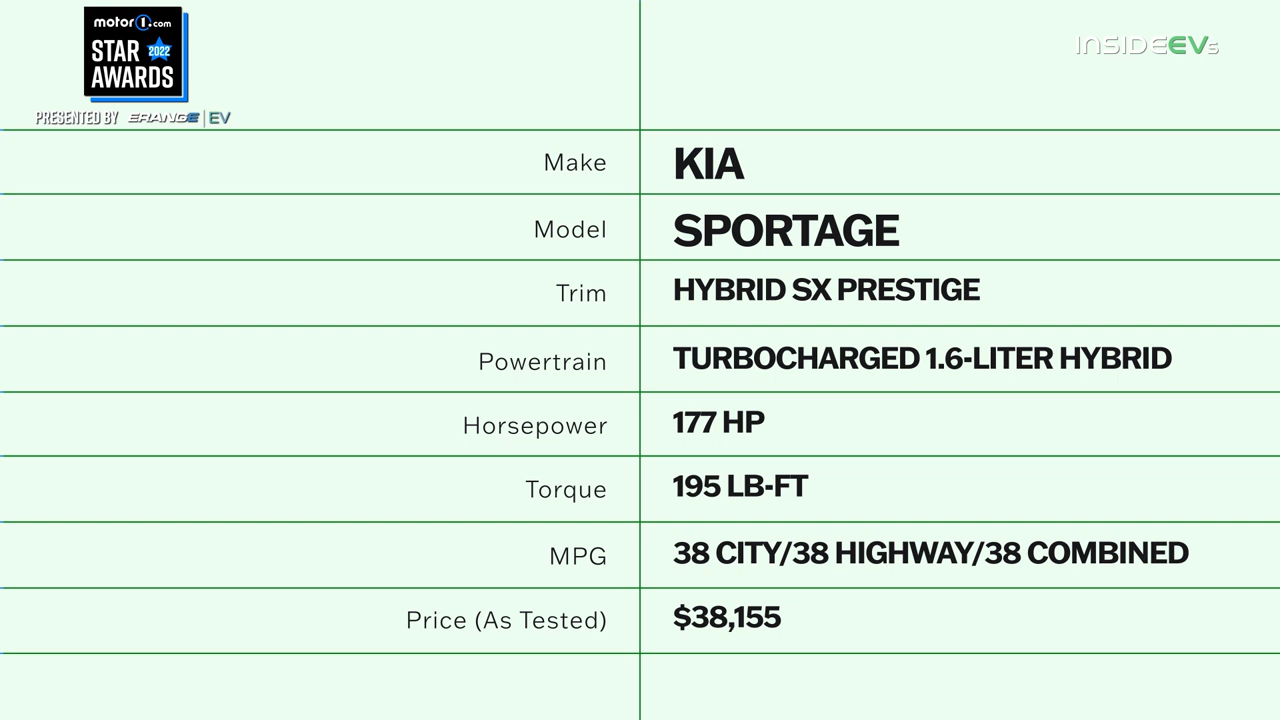 motor1.com
STAR 2022
AWARDS
PRESENTED BY ERANGE | EV
INSIDEEVs
Make KIA
Model SPORTAGE
Trim HYBRID SX PRESTIGE
Powertrain TURBOCHARGED 1.6-LITER HYBRID
Horsepower 177 HP
Torque 195 LB-FT
MPG 38 CITY/38 HIGHWAY/38 COMBINED
Price (As Tested) $38,155